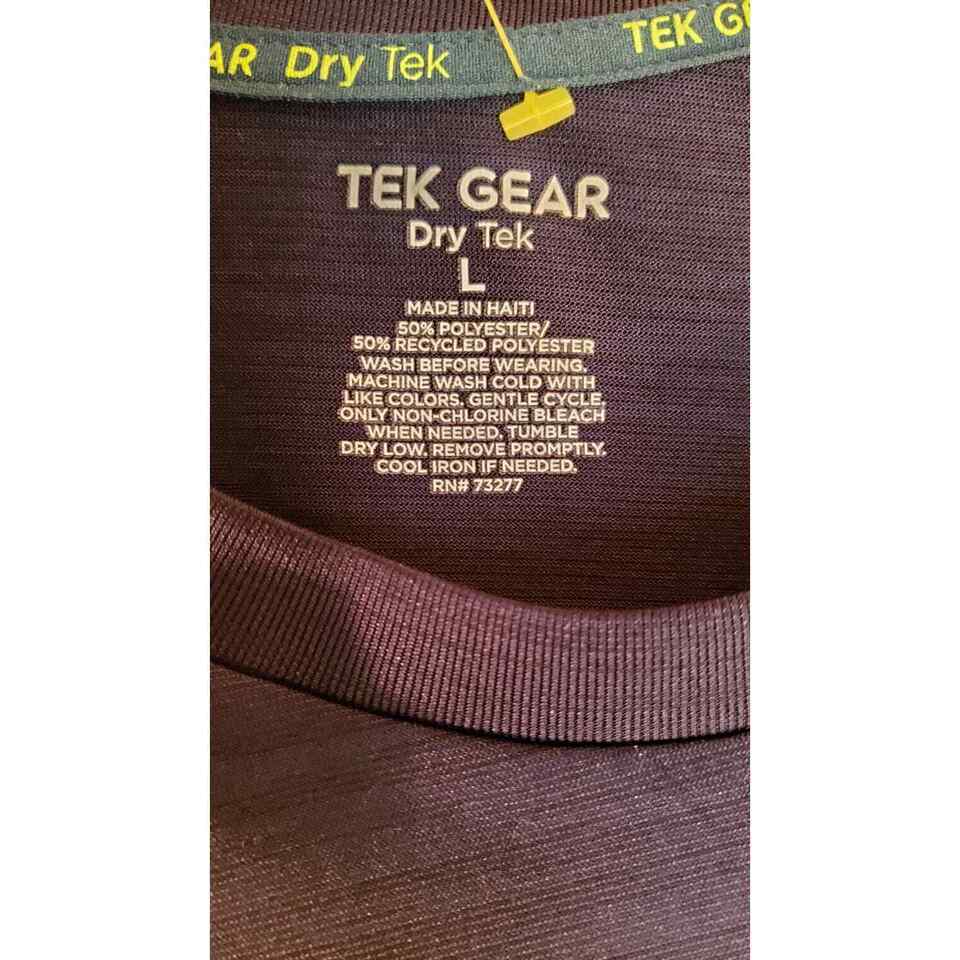 AR Dry Tek
TEK G
TEK GEAR
Dry Tek
L
MADE IN HAITI
50% POLYESTER/
50% RECYCLED POLYESTER
WASH BEFORE WEARING.
MACHINE WASH COLD WITH
LIKE COLORS. GENTLE CYCLE.
ONLY NON-CHLORINE BLEACH
WHEN NEEDED. TUMBLE
DRY LOW. REMOVE PROMPTLY.
COOL IRON IF NEEDED.
RN# 73277